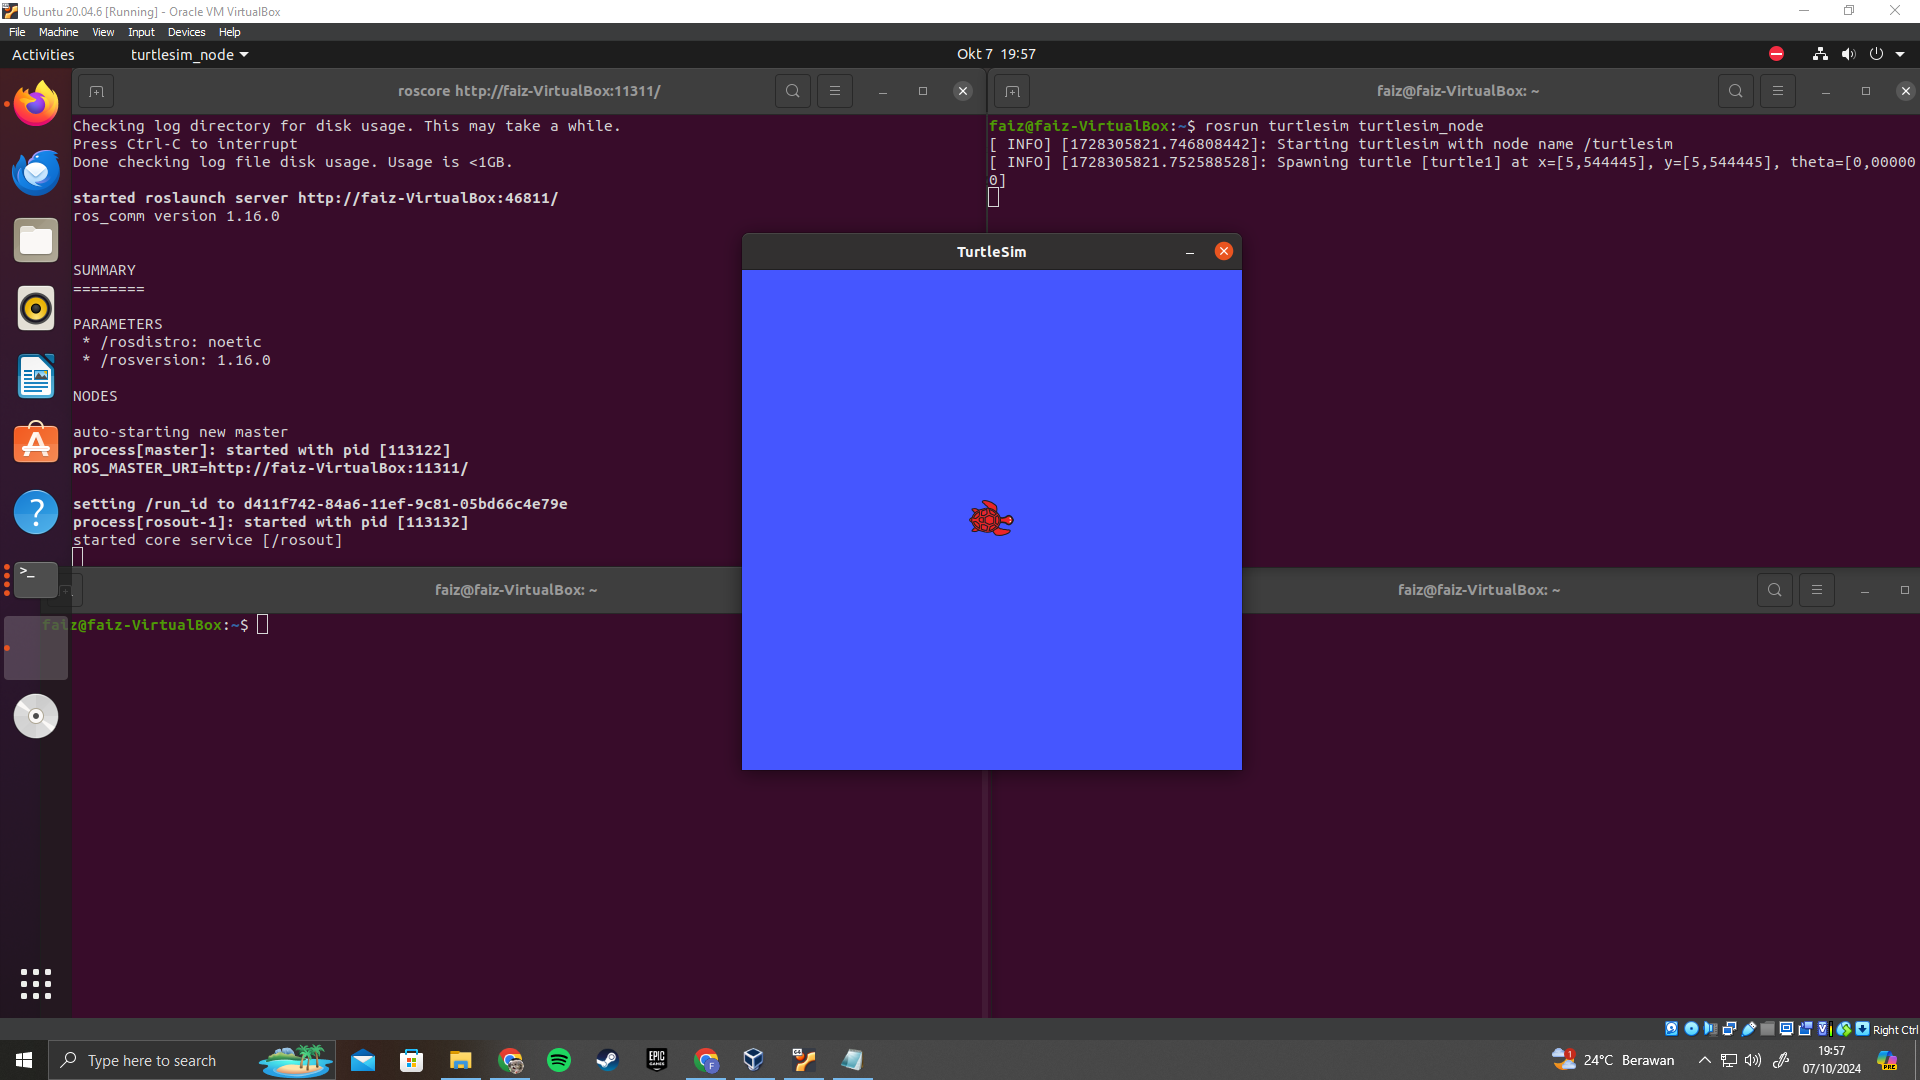 Ubuntu 20.04.6 [Running] - Oracle VM VirtualBox
File Machine View Input Devices Help
Activities turtlesim_node Okt 7 19:57
roscore http://faiz-VirtualBox:11311/
Checking log directory for disk usage. This may take a while.
Press Ctrl-C to interrupt
Done checking log file disk usage. Usage is <1GB.
started roslaunch server http://faiz-VirtualBox:46811/
ros_comm version 1.16.0
SUMMARY
========
PARAMETERS
* /rosdistro: noetic
* /rosversion: 1.16.0
NODES
auto-starting new master
process[master]: started with pid [113122]
ROS_MASTER_URI=http://faiz-VirtualBox:11311/
setting /run_id to d411f742-84a6-11ef-9c81-05bd66c4e79e
process[rosout-1]: started with pid [113132]
started core service [/rosout]
faiz@faiz-VirtualBox: ~
faiz@faiz-VirtualBox:~$ rosrun turtlesim turtlesim_node
[ INFO] [1728305821.746808442]: Starting turtlesim with node name /turtlesim
[ INFO] [1728305821.752588528]: Spawning turtle [turtle1] at x=[5,544445], y=[5,544445], theta=[0,00000
0]
TurtleSim
faiz@faiz-VirtualBox: ~
faiz@faiz-VirtualBox:~$
faiz@faiz-VirtualBox: ~
Right Ctrl
Type here to search
EPIC GAMES
1
24°C Berawan
19:57
07/10/2024
PRE